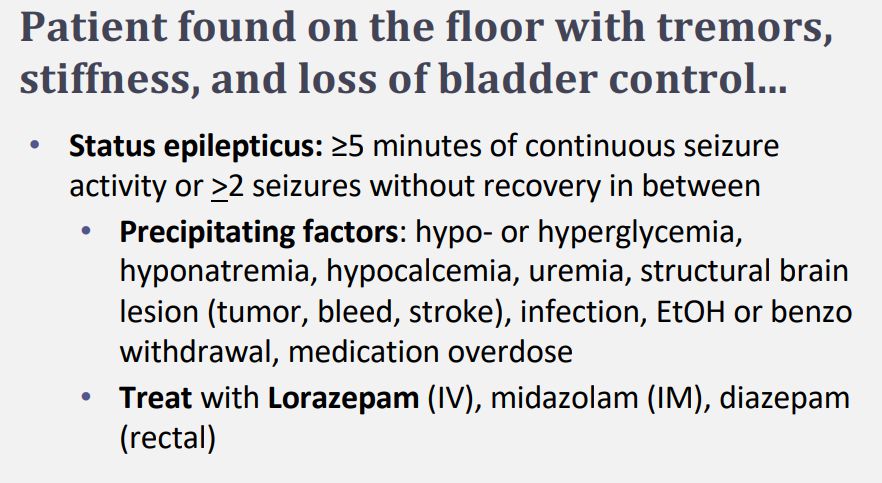 Patient found on the floor with tremors,
stiffness, and loss of bladder control...
• Status epilepticus: ≥5 minutes of continuous seizure
activity or ≥2 seizures without recovery in between
• Precipitating factors: hypo- or hyperglycemia,
hyponatremia, hypocalcemia, uremia, structural brain
lesion (tumor, bleed, stroke), infection, EtOH or benzo
withdrawal, medication overdose
• Treat with Lorazepam (IV), midazolam (IM), diazepam
(rectal)